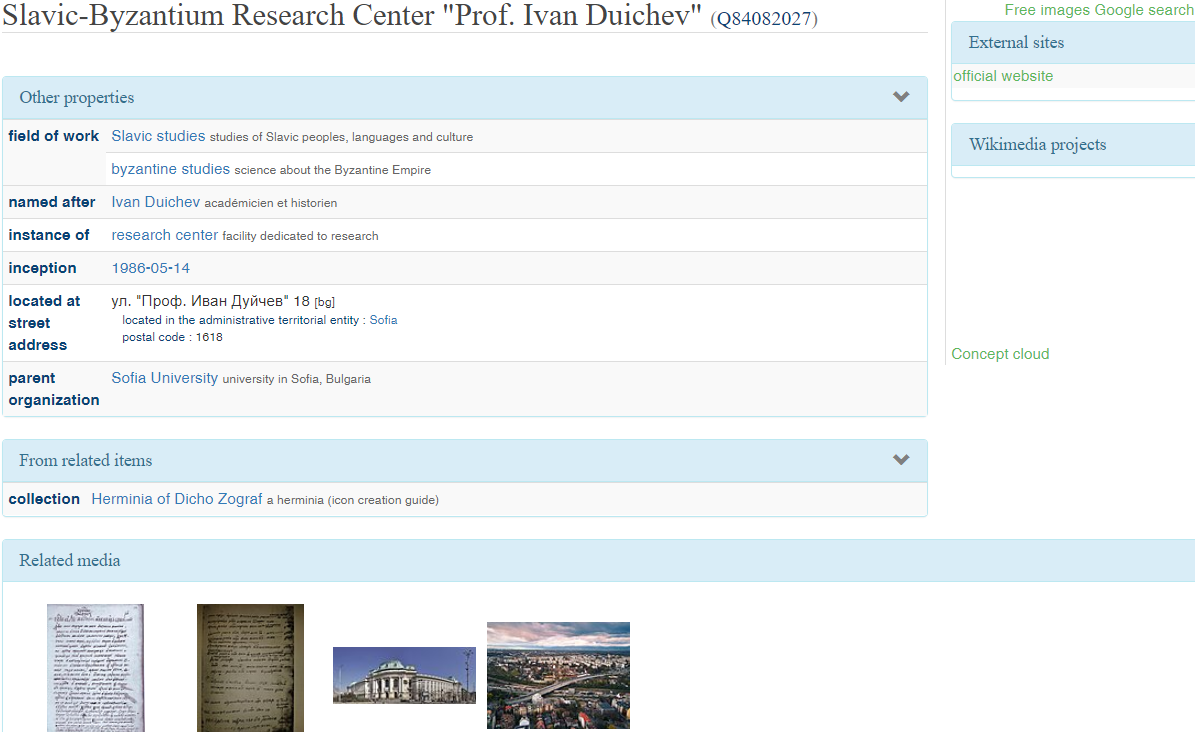 Slavic-Byzantium Research Center "Prof. Ivan Duichev" (Q84082027)
Other properties
field of work Slavic studies studies of Slavic peoples, languages and culture
byzantine studies science about the Byzantine Empire
named after Ivan Duichev académicien et historien
instance of research center facility dedicated to research
inception 1986-05-14
located at street address ул. "Проф. Иван Дуйчев" 18 [bg]
located in the administrative territorial entity : Sofia
postal code : 1618
parent organization Sofia University university in Sofia, Bulgaria
From related items
collection Herminia of Dicho Zograf a herminia (icon creation guide)
Related media
Free images Google search
External sites
official website
Wikimedia projects
Concept cloud